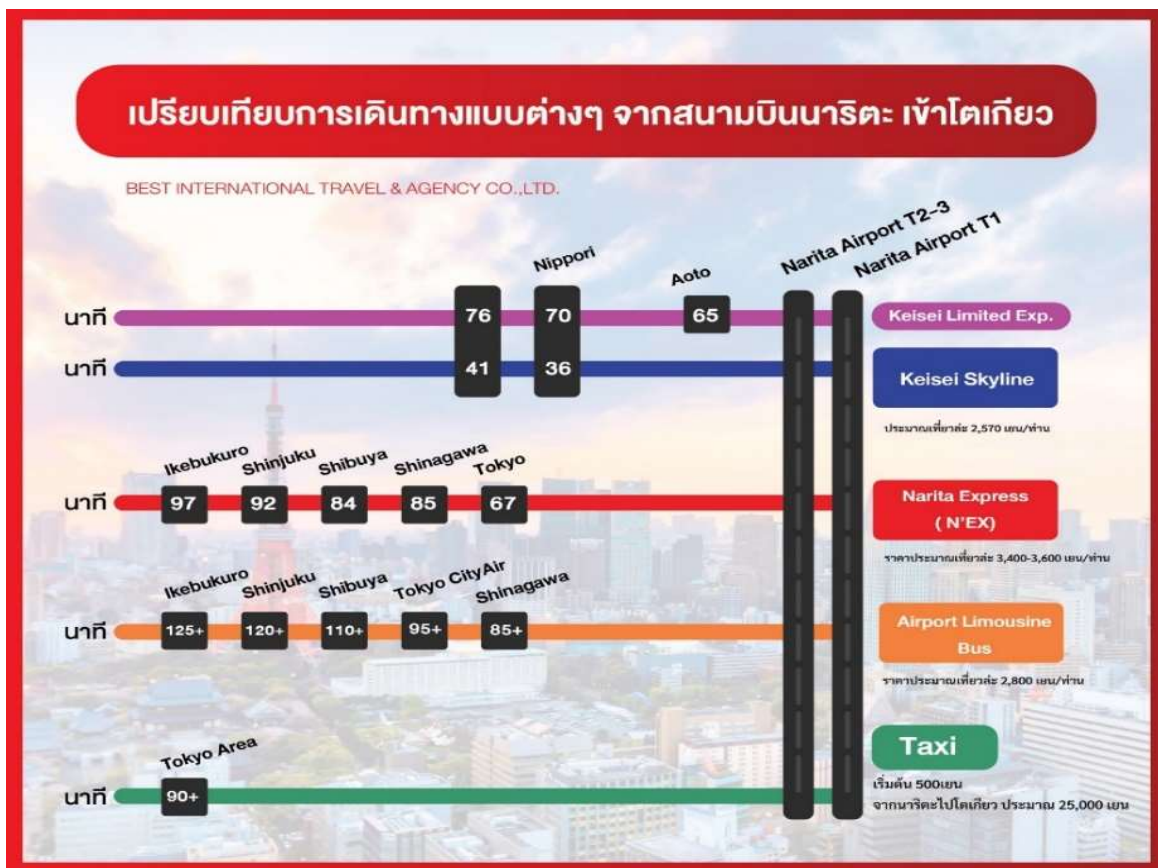 เปรียบเทียบการเดินทางแบบต่างๆ จากสนามบินนาริตะ เข้าโตเกียว
BEST INTERNATIONAL TRAVEL & AGENCY CO.,LTD.
Nippori
Aoto
Narita Airport T2-3
Narita Airport T1
นาที
76
70
65
Keisei Limited Exp.
นาที
41
36
Keisei Skyline
ประมาณเที่ยวล่ะ 2,570 เยน/ท่าน
Ikebukuro
Shinjuku
Shibuya
Shinagawa
Tokyo
นาที
97
92
84
85
67
Narita Express
( N'EX)
ราคาประมาณเที่ยวล่ะ 3,400-3,600 เยน/ท่าน
Ikebukuro
Shinjuku
Shibuya
Tokyo CityAir
Shinagawa
นาที
125+
120+
110+
95+
85+
Airport Limousine
Bus
ราคาประมาณเที่ยวล่ะ 2,800 เยน/ท่าน
Tokyo Area
นาที
90+
Taxi
เริ่มต้น 500เยน
จากนาริตะไปโตเกียว ประมาณ 25,000 เยน